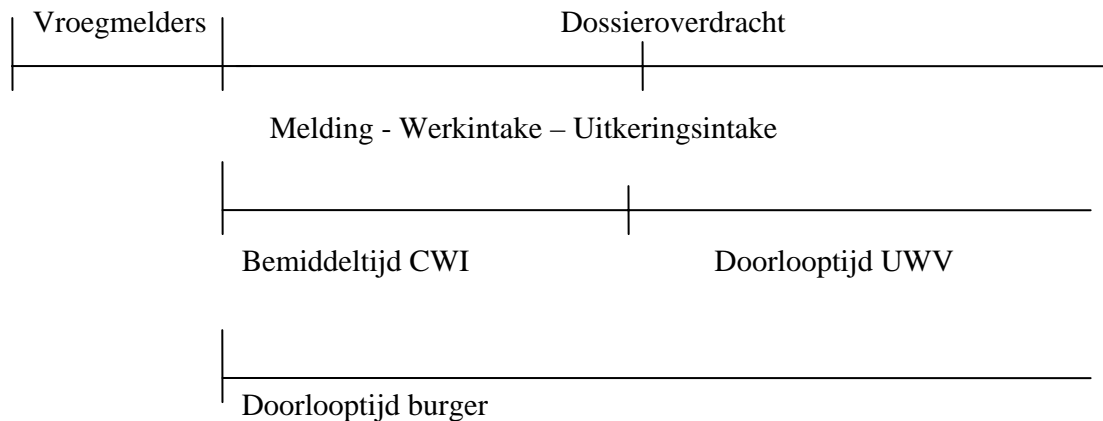 Vroegmelders Dossieroverdracht
Melding - Werkintake – Uitkeringsintake
Bemiddeltijd CWI Doorlooptijd UWV
Doorlooptijd burger